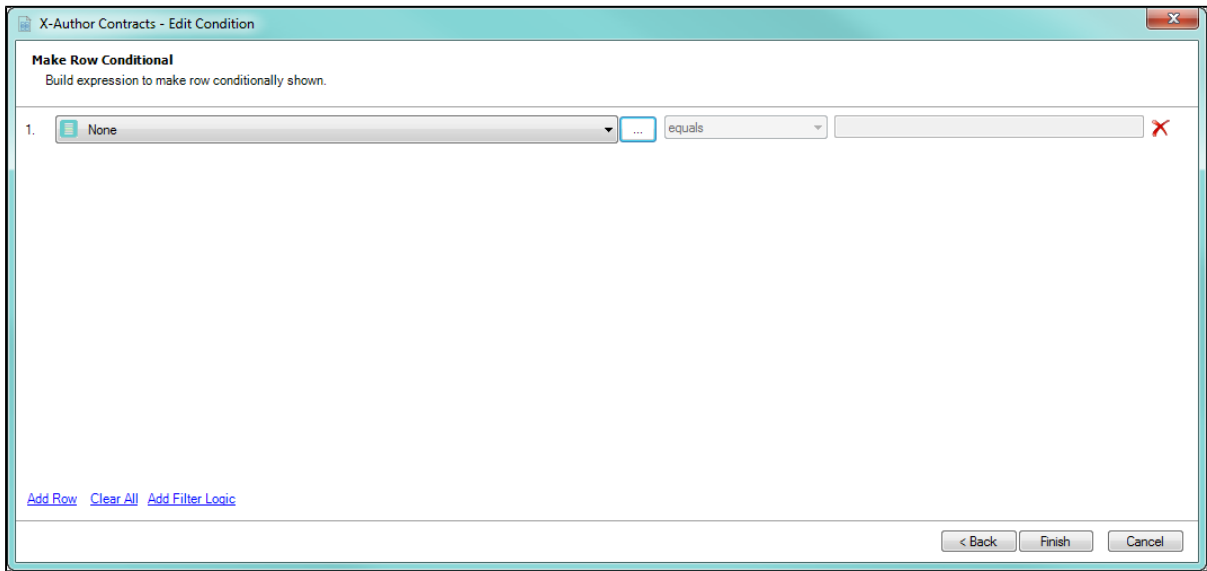 X-Author Contracts - Edit Condition
Make Row Conditional
Build expression to make row conditionally shown.
1. None ... equals
Add Row Clear All Add Filter Logic
< Back Finish Cancel